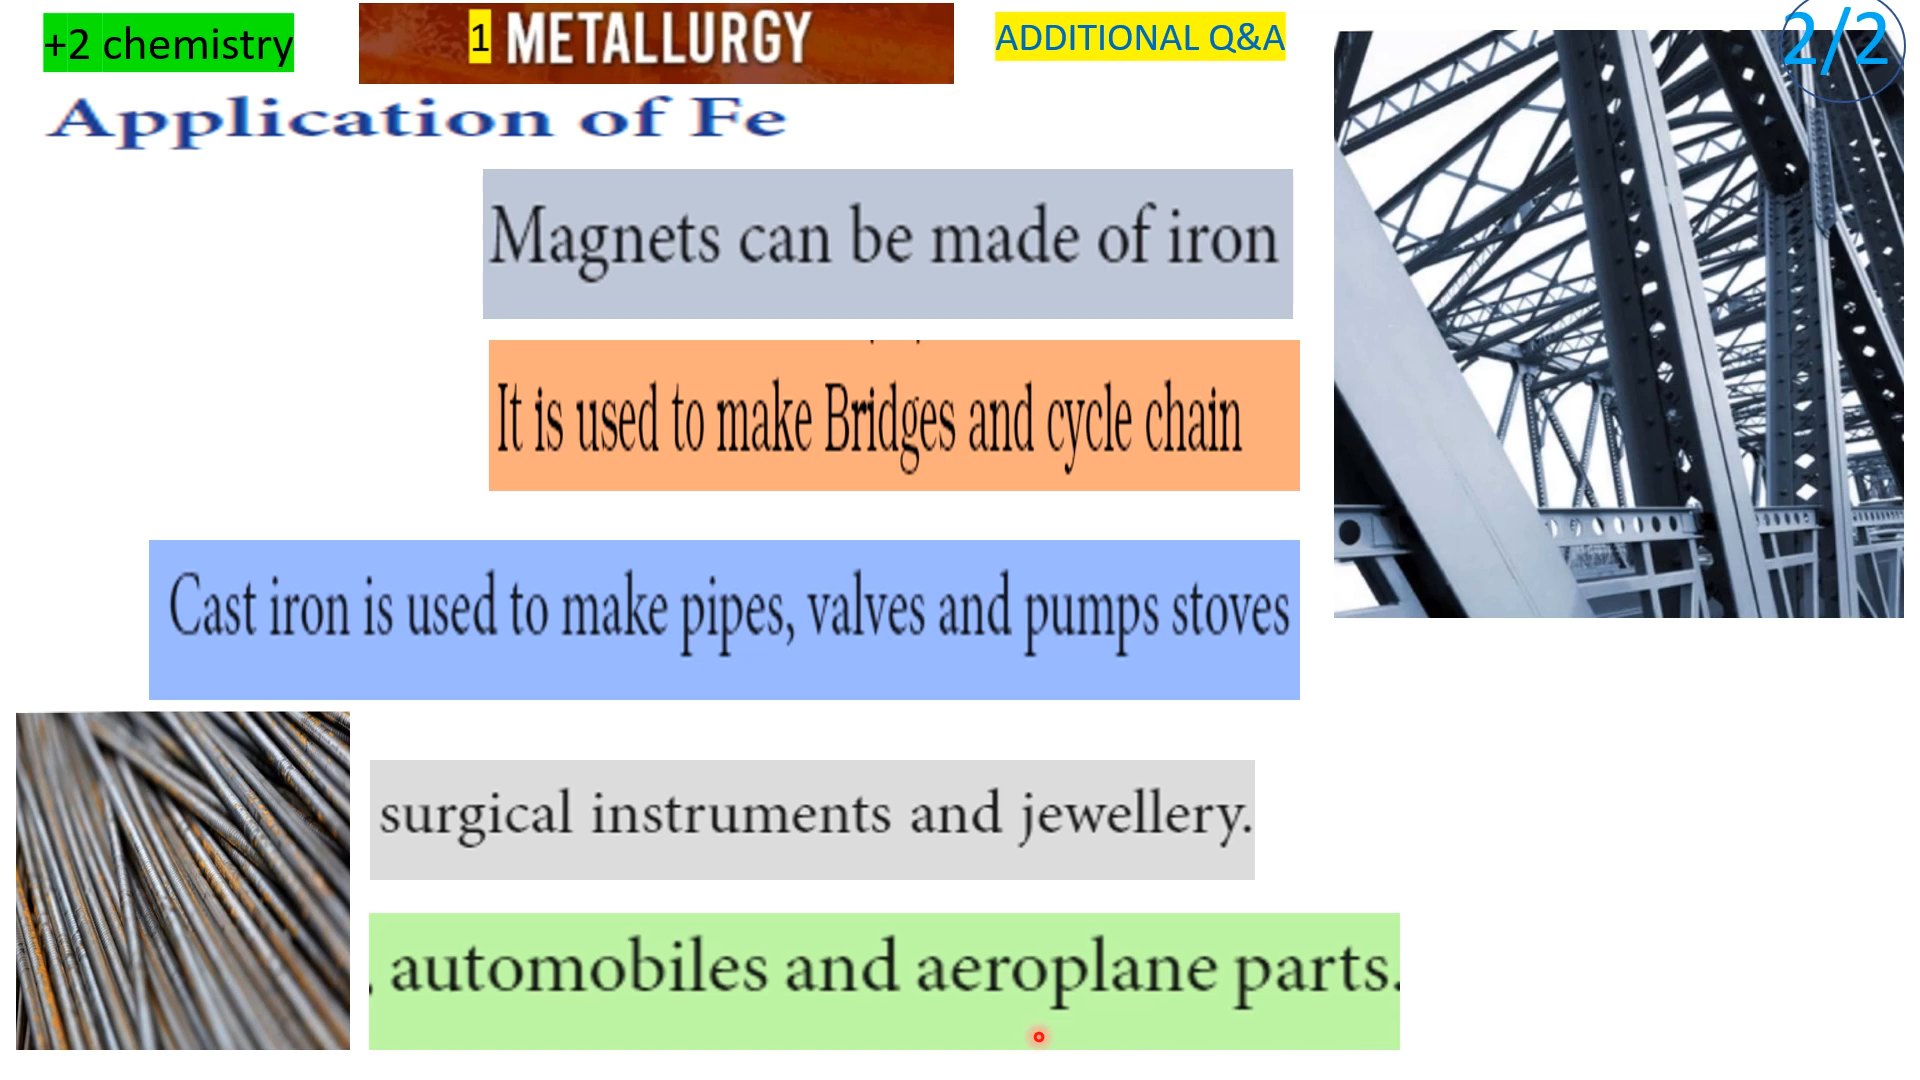 +2 chemistry
1 METALLURGY
ADDITIONAL Q&A
2/2
Application of Fe
Magnets can be made of iron
It is used to make Bridges and cycle chain
Cast iron is used to make pipes, valves and pumps stoves
surgical instruments and jewellery.
, automobiles and aeroplane parts.